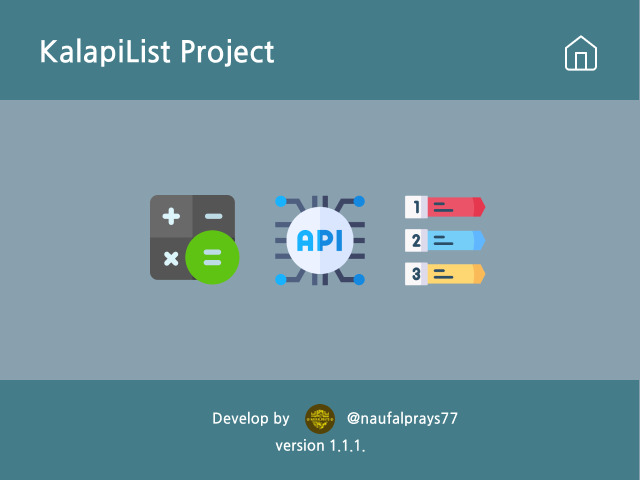 KalapiList Project
API
1
2
3
Develop by @naufalprays77
version 1.1.1.